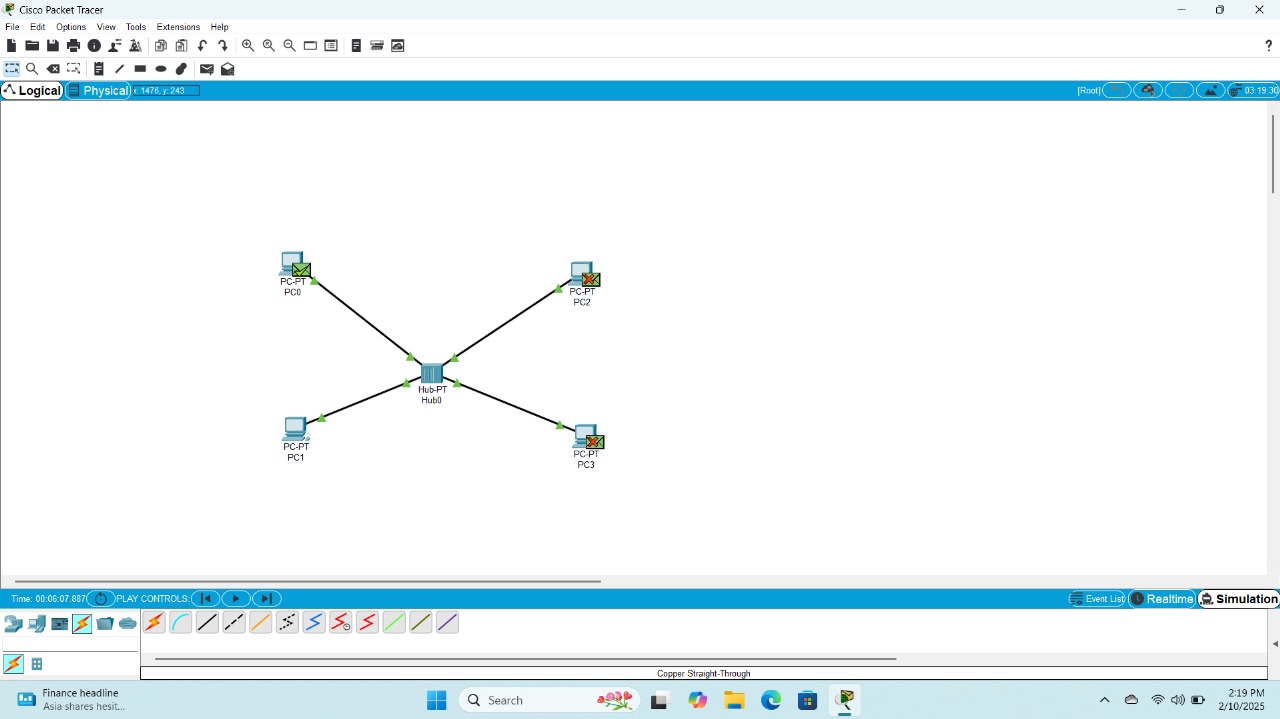 Cisco Packet Tracer
File Edit Options View Tools Extensions Help
?
Logical Physical x: 1476, y: 243 [Root] 03:19:30
PC-PT
PC0
PC-PT
PC2
Hub-PT
Hub0
PC-PT
PC1
PC-PT
PC3
Time: 00:06:07.887 PLAY CONTROLS: Event List Realtime Simulation
Copper Straight-Through
Finance headline
Asia shares hesit...
Search
2:19 PM
2/10/2025